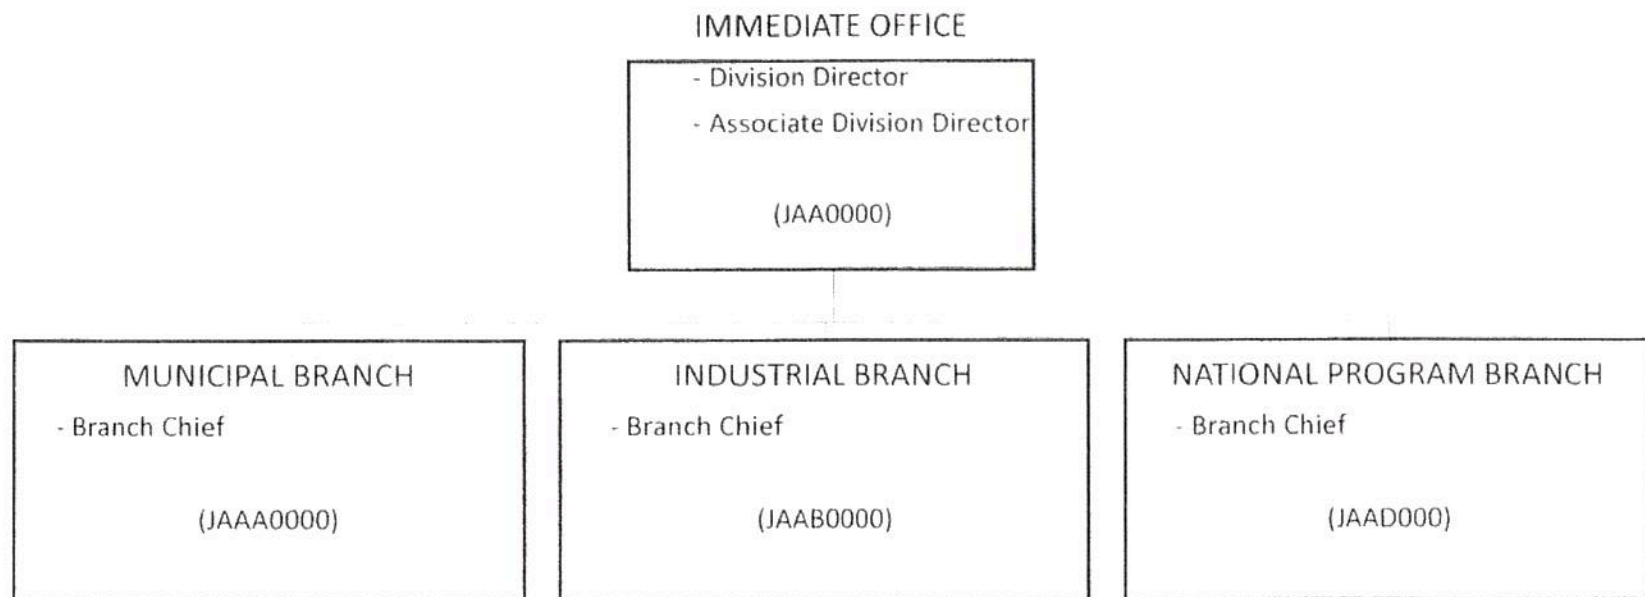 IMMEDIATE OFFICE
- Division Director
- Associate Division Director
(JAA0000)
MUNICIPAL BRANCH
- Branch Chief
(JAAA0000)
INDUSTRIAL BRANCH
- Branch Chief
(JAAB0000)
NATIONAL PROGRAM BRANCH
- Branch Chief
(JAAD000)